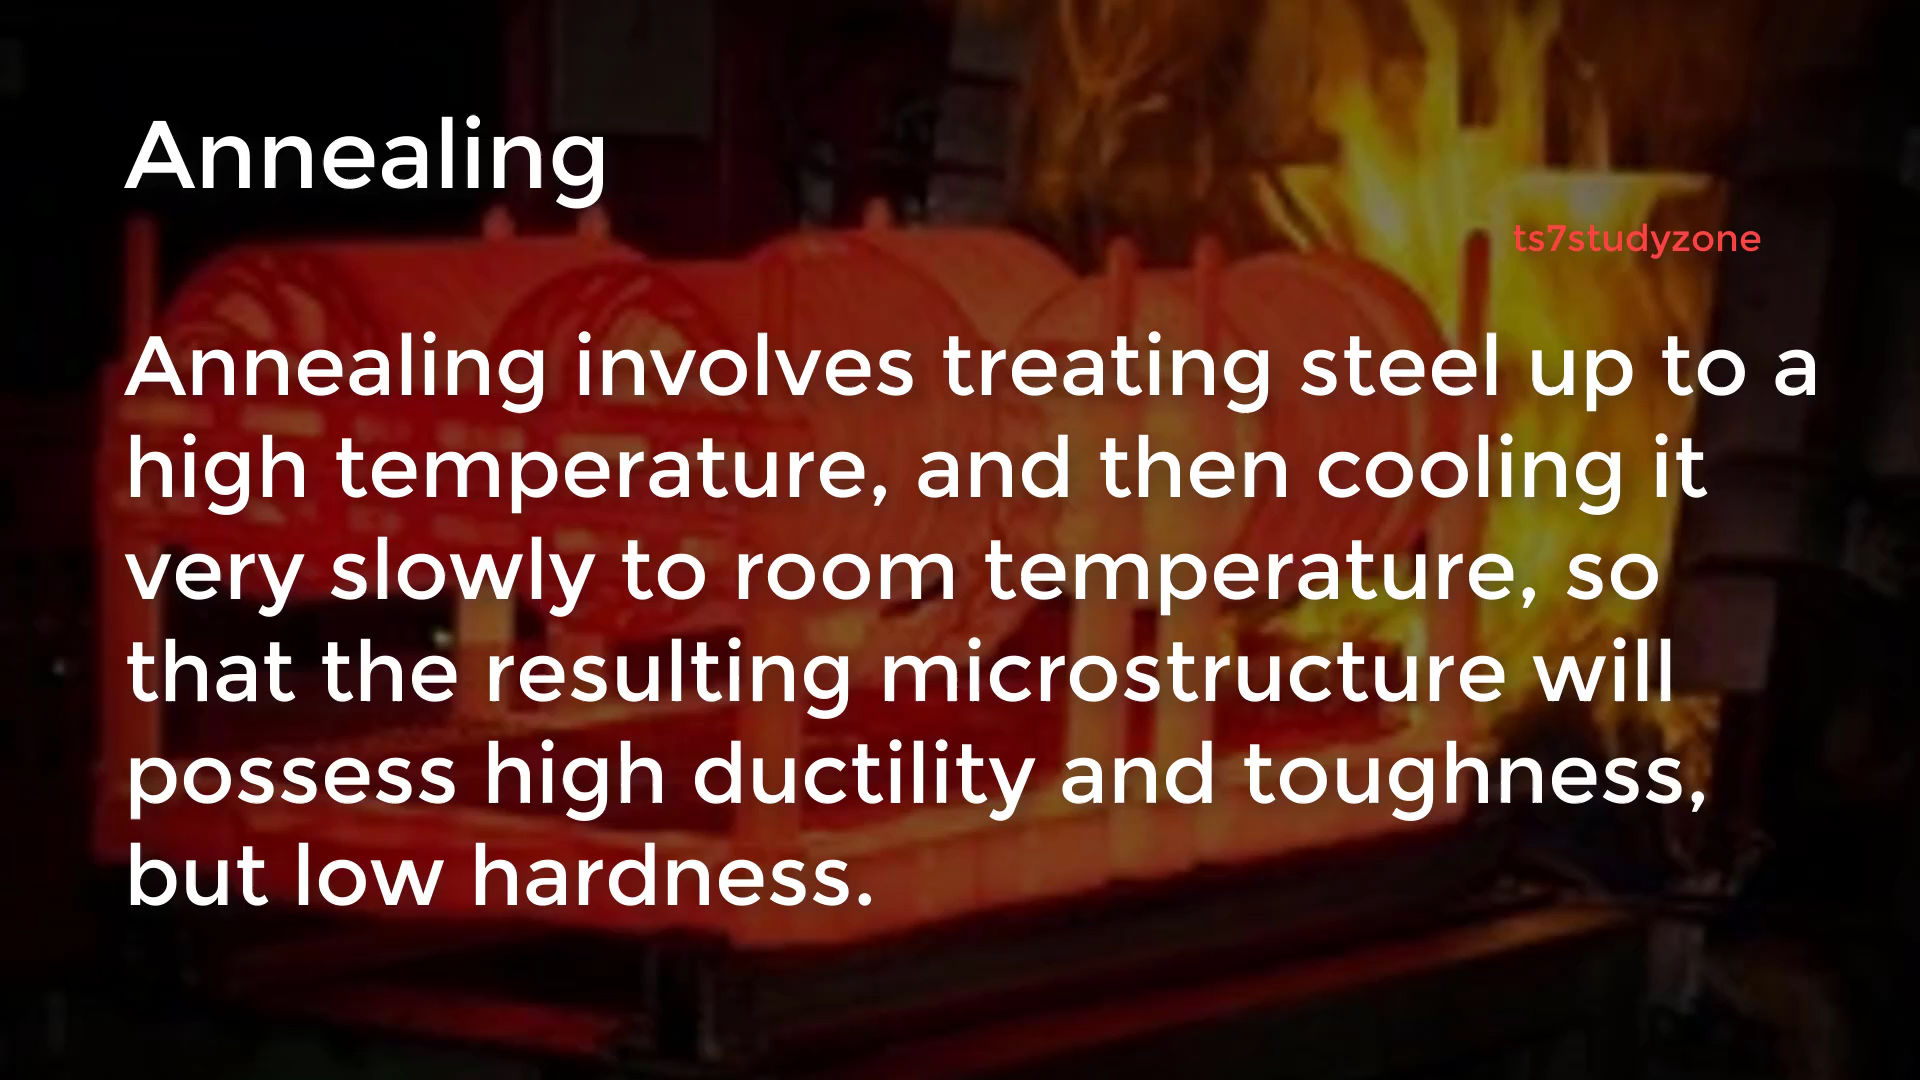 Annealing
ts7studyzone
Annealing involves treating steel up to a
high temperature, and then cooling it
very slowly to room temperature, so
that the resulting microstructure will
possess high ductility and toughness,
but low hardness.